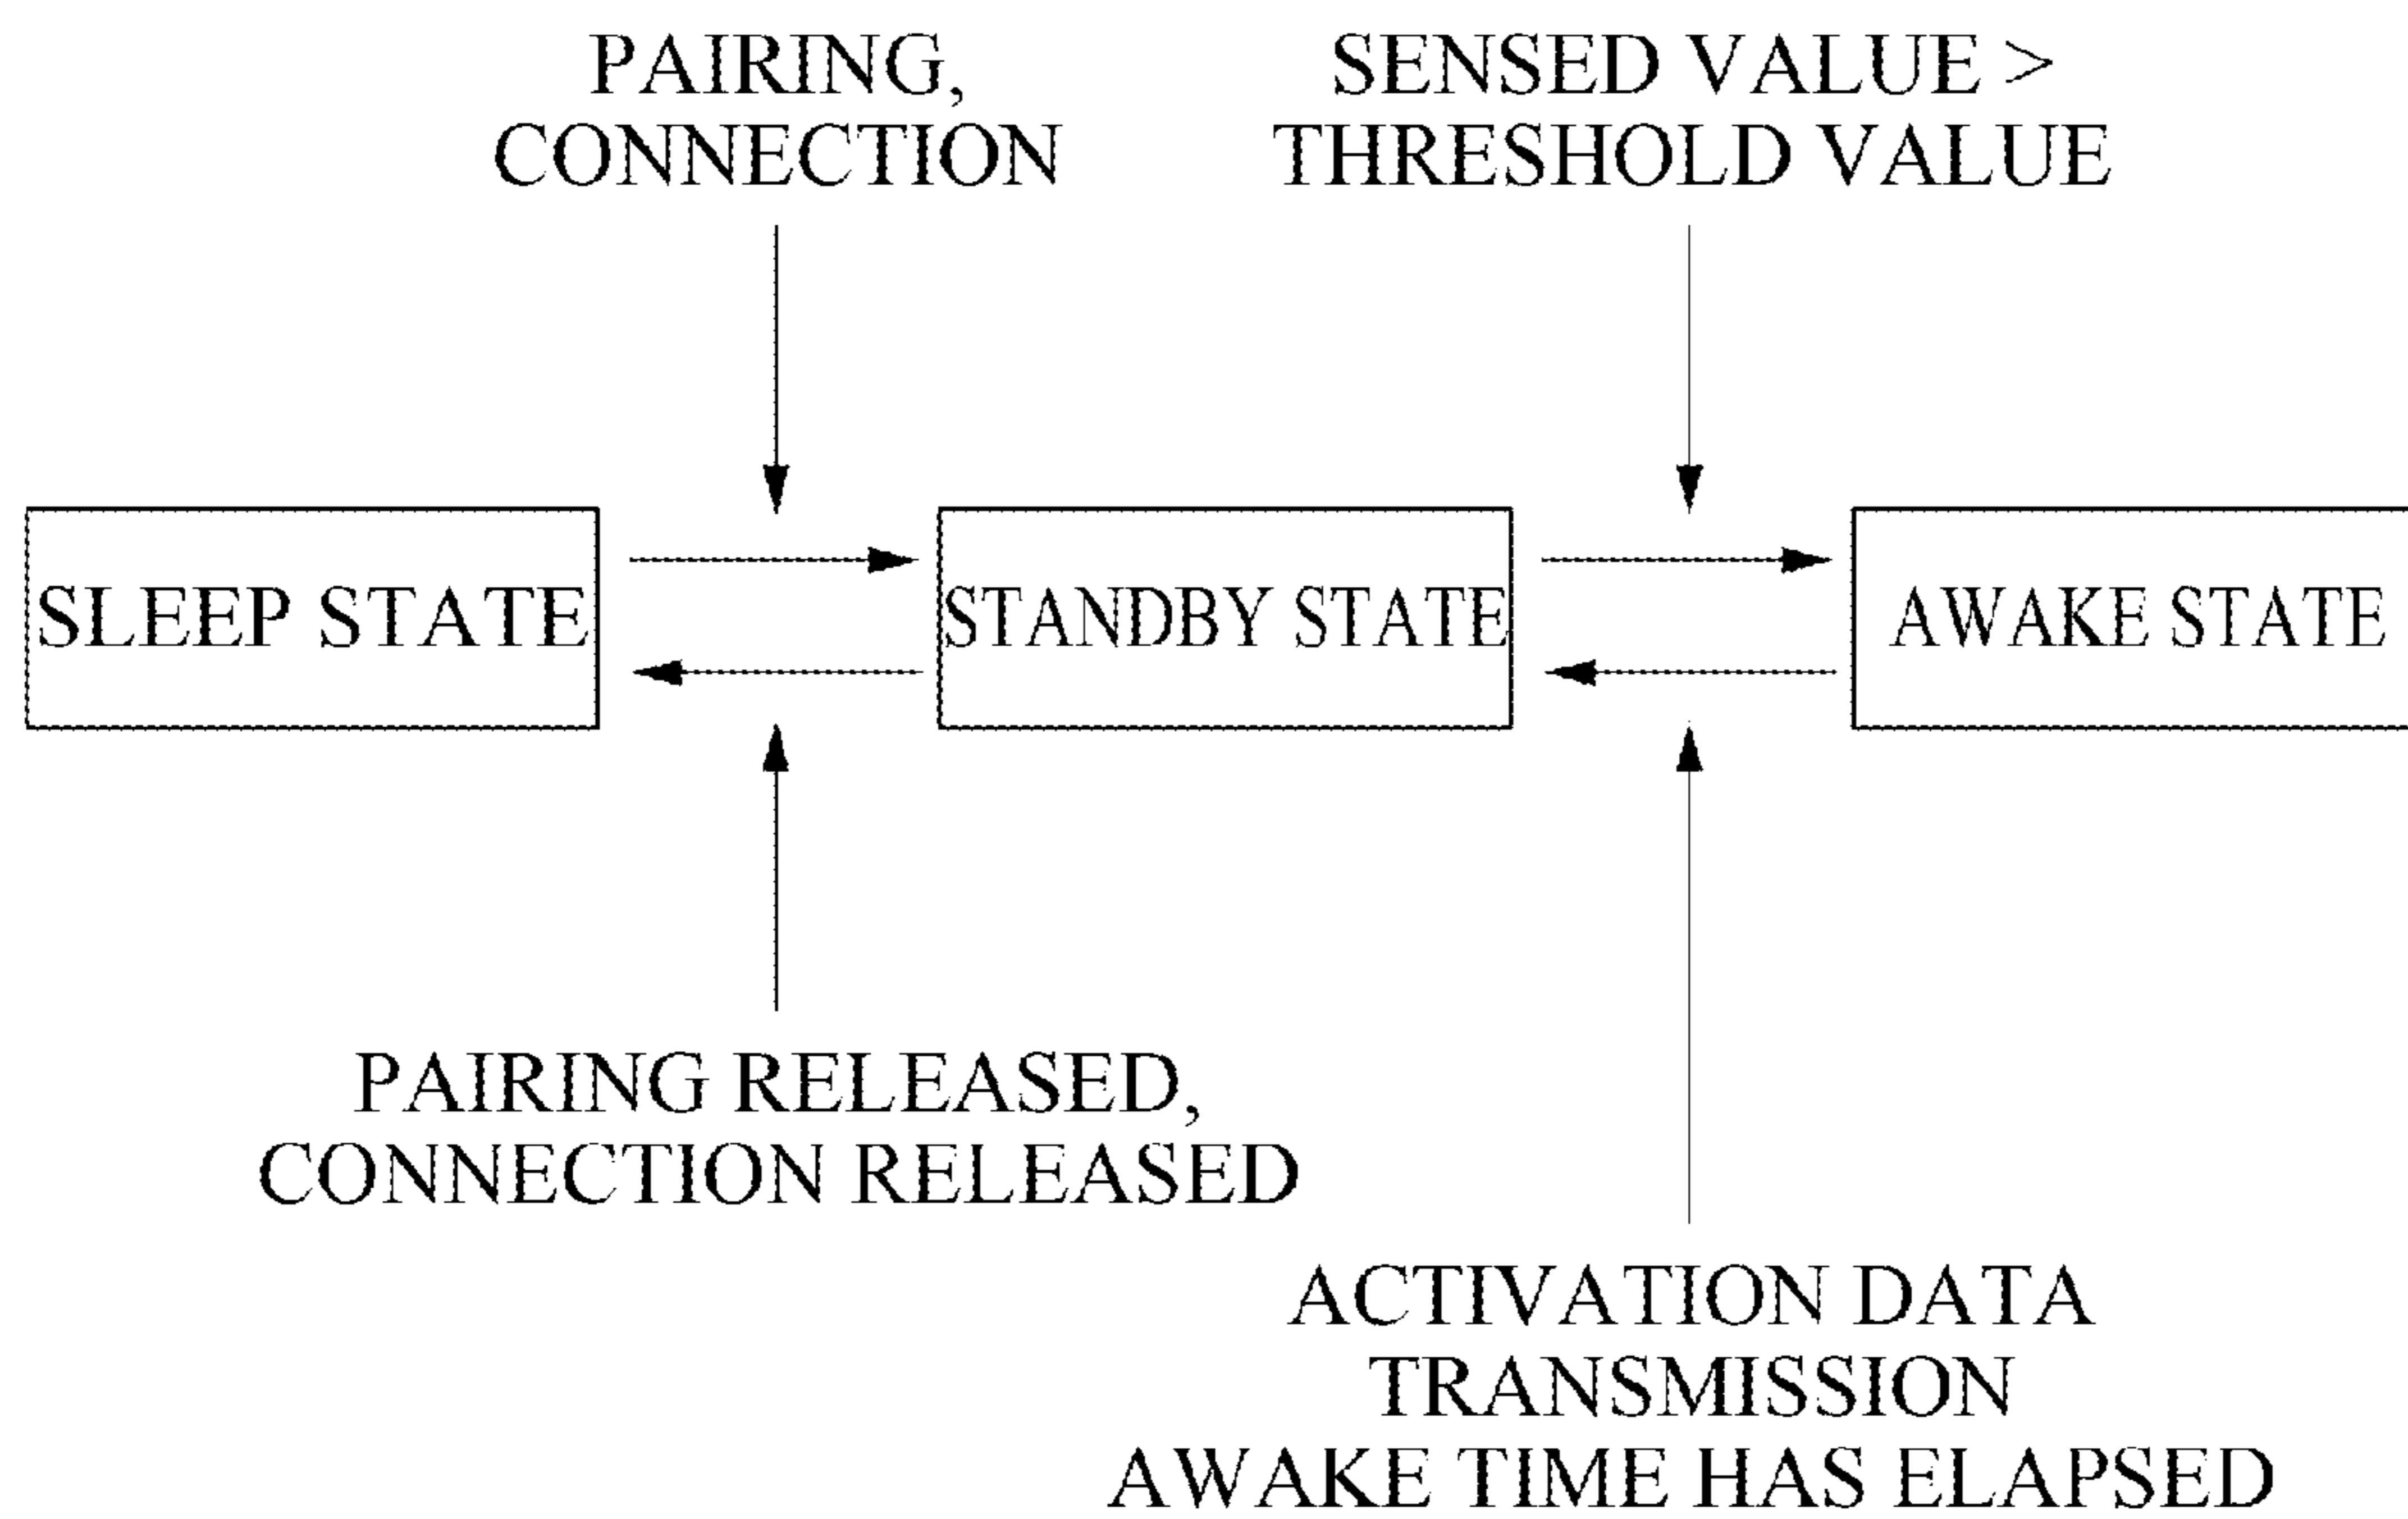 PAIRING,
CONNECTION
SENSED VALUE >
THRESHOLD VALUE
SLEEP STATE
STANDBY STATE
AWAKE STATE
PAIRING RELEASED,
CONNECTION RELEASED
ACTIVATION DATA
TRANSMISSION
AWAKE TIME HAS ELAPSED